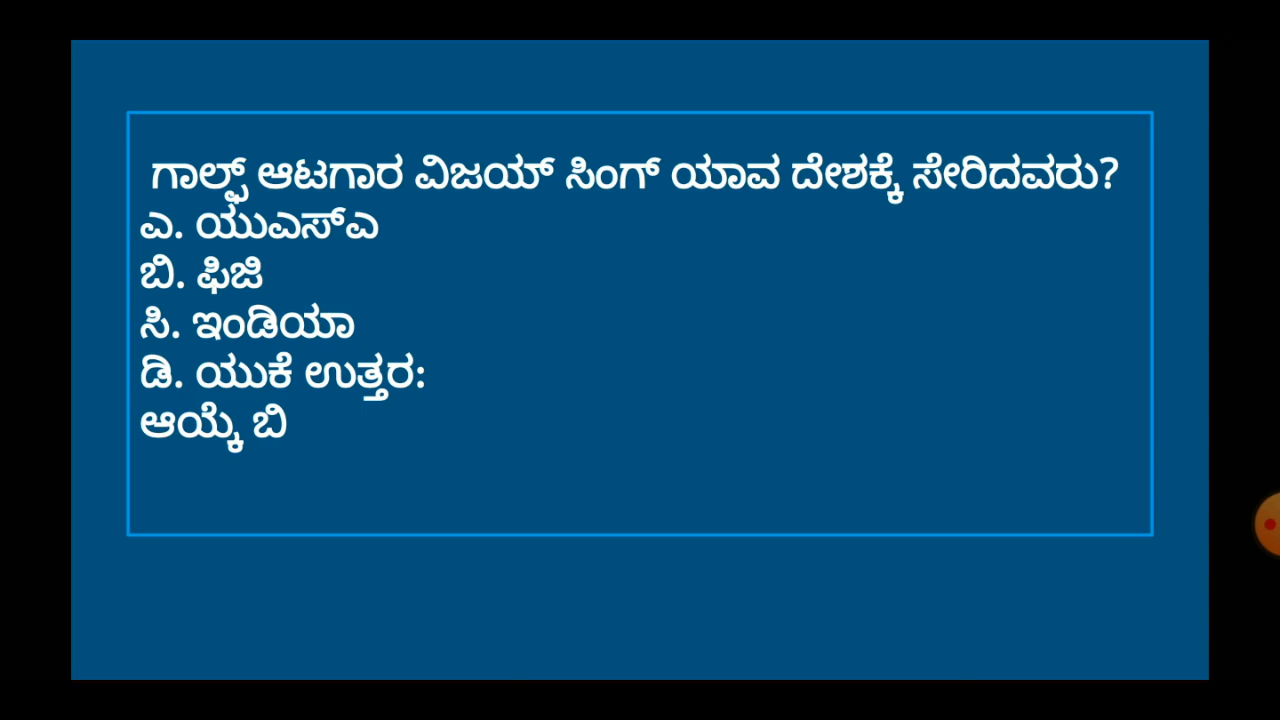 ಗಾಲ್ಫ್ ಆಟಗಾರ ವಿಜಯ್ ಸಿಂಗ್ ಯಾವ ದೇಶಕ್ಕೆ ಸೇರಿದವರು?
ಎ. ಯುಎಸ್ಎ
ಬಿ. ಫಿಜಿ
ಸಿ. ಇಂಡಿಯಾ
ಡಿ. ಯುಕೆ ಉತ್ತರ:
ಆಯ್ಕೆ ಬಿ